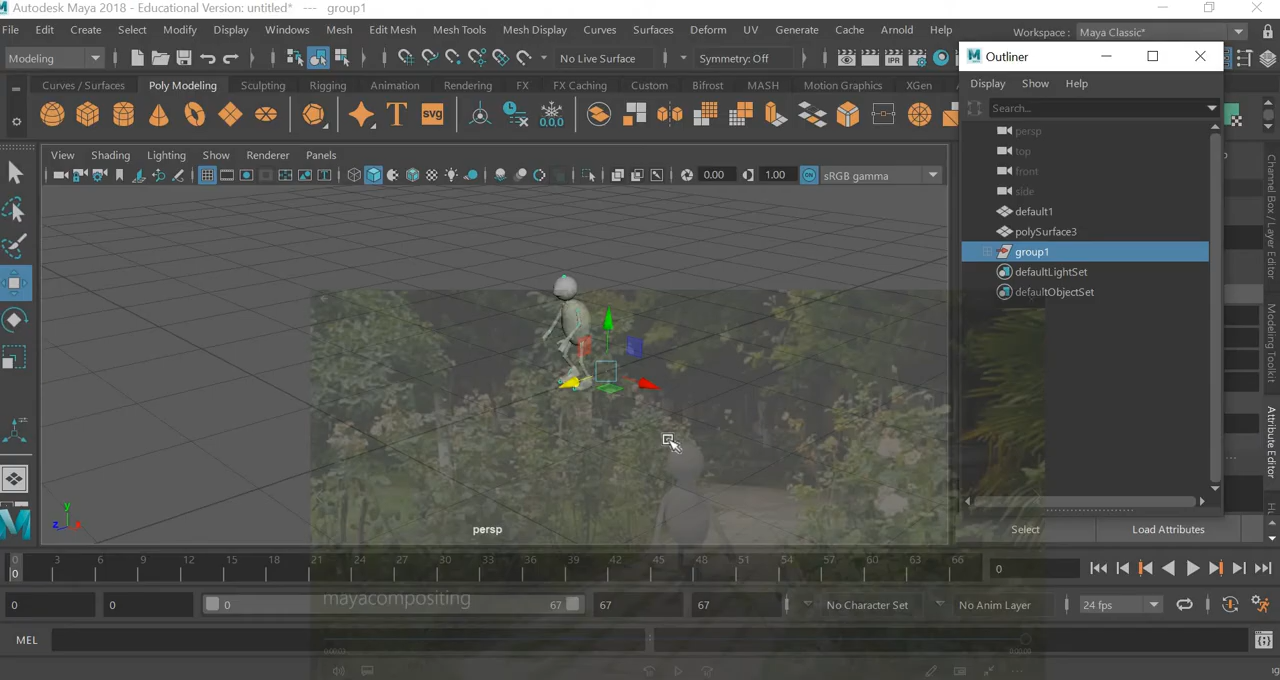 Autodesk Maya 2018 - Educational Version: untitled* --- group1
File Edit Create Select Modify Display Windows Mesh Edit Mesh Mesh Tools Mesh Display Curves Surfaces Deform UV Generate Cache Arnold Help Workspace : Maya Classic*
Modeling No Live Surface Symmetry: Off
Outliner
Curves / Surfaces Poly Modeling Sculpting Rigging Animation Rendering FX FX Caching Custom Bifrost MASH Motion Graphics XGen
Display Show Help
Search...
T svg 0,0,0
View Shading Lighting Show Renderer Panels
0.00 1.00 ON sRGB gamma
IPR
persp
top
front
side
default1
polySurface3
group1
defaultLightSet
defaultObjectSet
Channel Box / Layer Editor
Modeling Toolkit
Attribute Editor
y
z x
persp
Select Load Attributes
0 3 6 9 12 15 18 21 24 27 30 33 36 39 42 45 48 51 54 57 60 63 66
0 0
0 0 0 67 67 67 No Character Set No Anim Layer 24 fps
mayacompositing
MEL